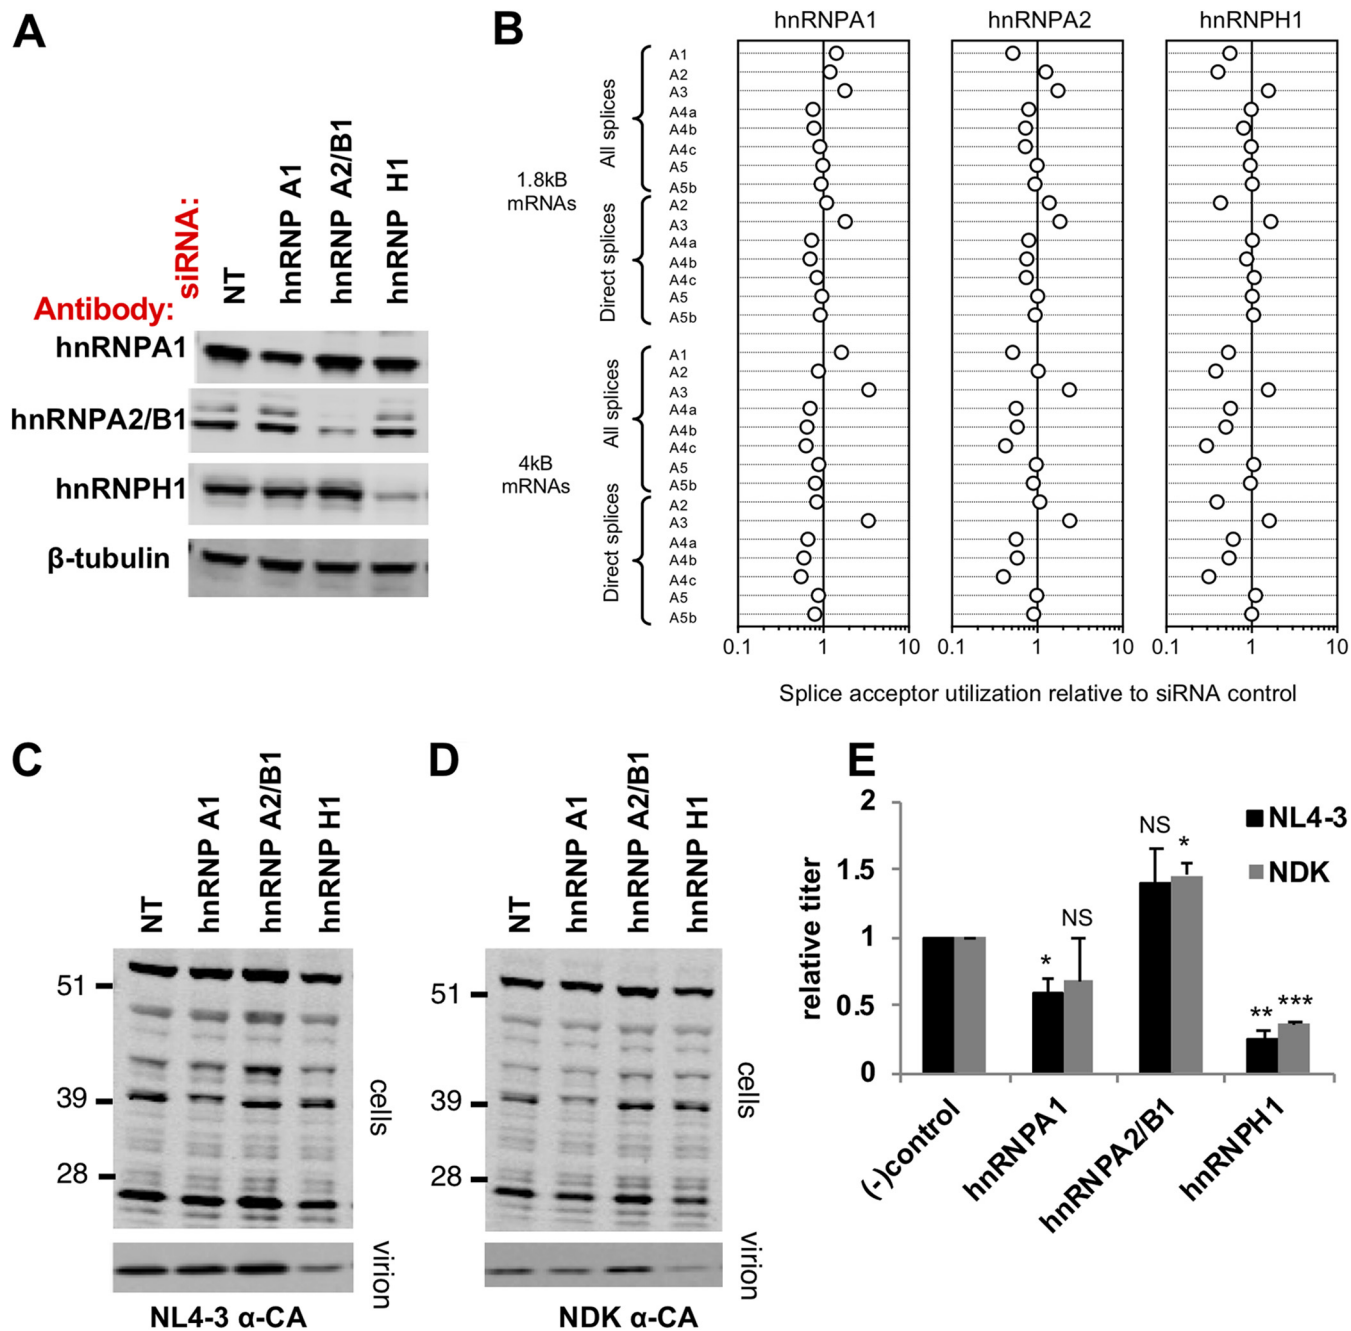 A
siRNA:
NT
hnRNP A1
hnRNP A2/B1
hnRNP H1
Antibody:
hnRNPA1
hnRNPA2/B1
hnRNPH1
β-tubulin
B
hnRNPA1
hnRNPA2
hnRNPH1
1.8kB
mRNAs
All splices
A1
A2
A3
A4a
A4b
A4c
A5
A5b
Direct splices
A2
A3
A4a
A4b
A4c
A5
A5b
4kB
mRNAs
All splices
A1
A2
A3
A4a
A4b
A4c
A5
A5b
Direct splices
A2
A3
A4a
A4b
A4c
A5
A5b
0.1 1 10
0.1 1 10
0.1 1 10
Splice acceptor utilization relative to siRNA control
C
NT
hnRNP A1
hnRNP A2/B1
hnRNP H1
51
39
28
cells
virion
NL4-3 α-CA
D
NT
hnRNP A1
hnRNP A2/B1
hnRNP H1
51
39
28
cells
virion
NDK α-CA
E
relative titer
2
1.5
1
0.5
0
NL4-3
NDK
*
NS
NS
*
**
***
(-)control
hnRNPA1
hnRNPA2/B1
hnRNPH1